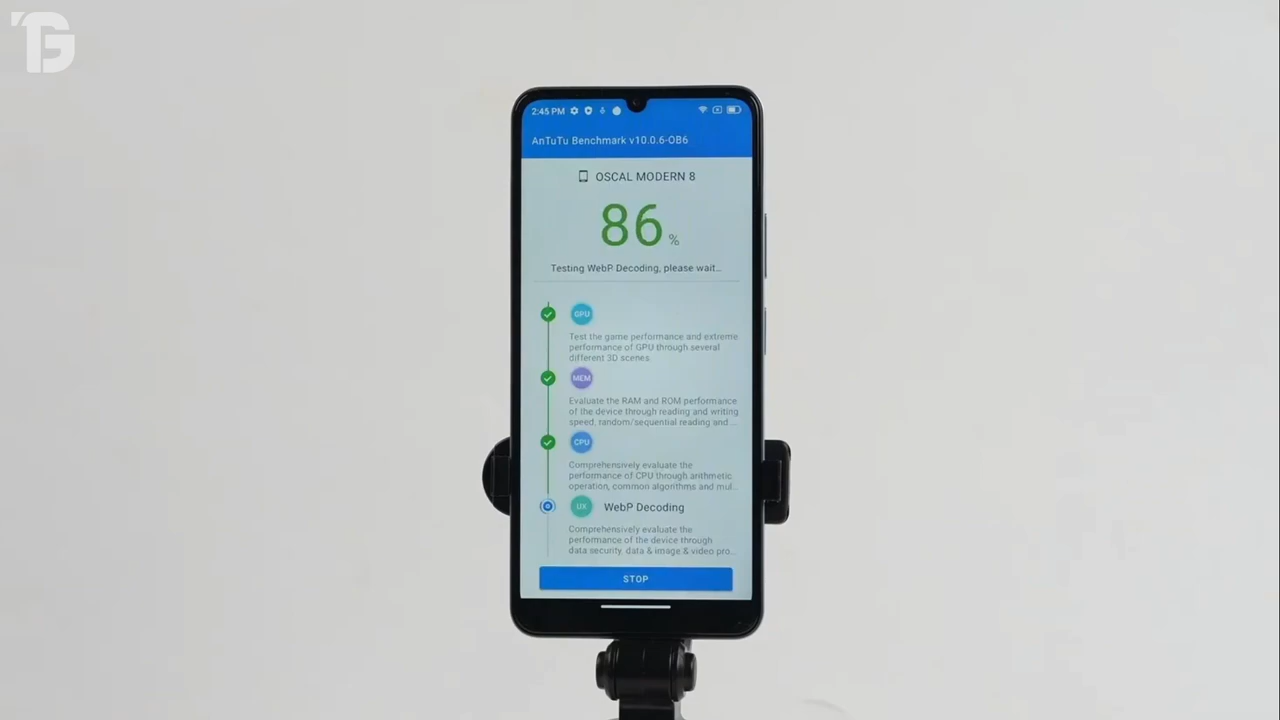 TG
2:45 PM
AnTuTu Benchmark v10.0.6-OB6
OSCAL MODERN 8
86%
Testing WebP Decoding, please wait...
GPU
Test the game performance and extreme
performance of GPU through several
different 3D scenes.
MEM
Evaluate the RAM and ROM performance
of the device through reading and writing
speed, random/sequential reading and ...
CPU
Comprehensively evaluate the
performance of CPU through arithmetic
operation, common algorithms and mul...
UX WebP Decoding
Comprehensively evaluate the
performance of the device through
data security, data & image & video pro...
STOP